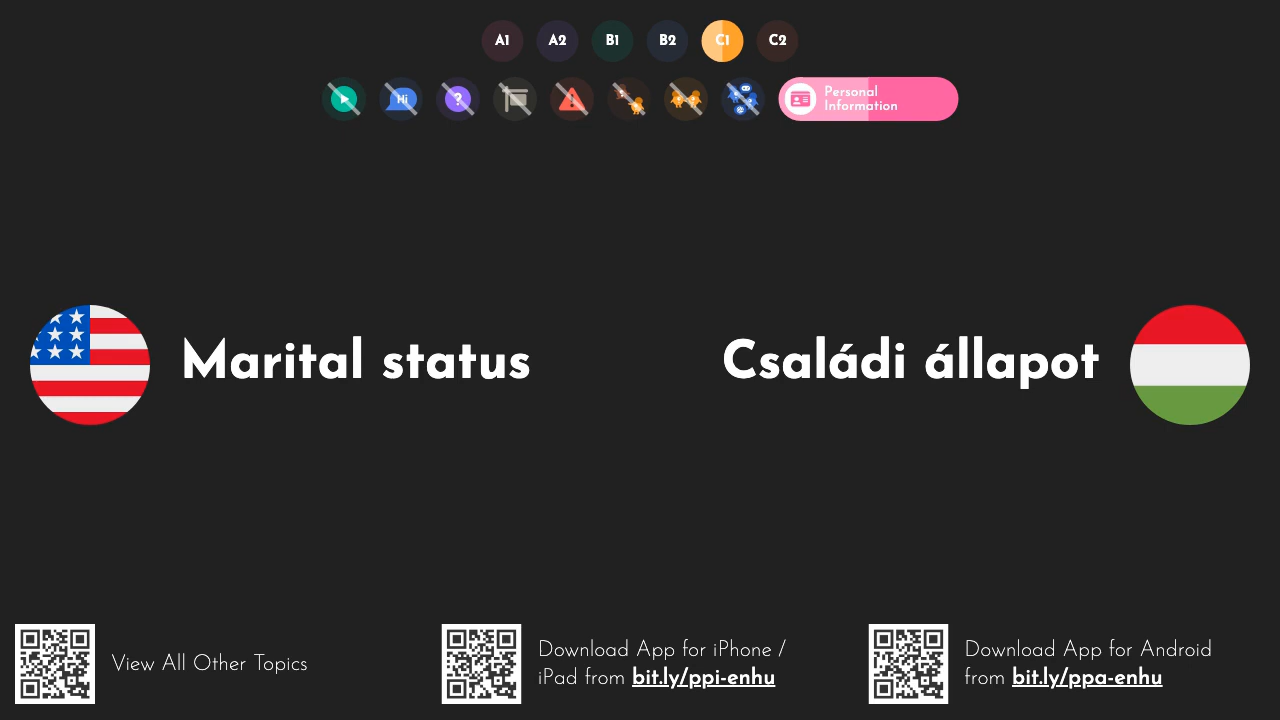 A1 A2 B1 B2 C1 C2
Hi ?
Personal
Information
Marital status
Családi állapot
View All Other Topics
Download App for iPhone /
iPad from bit.ly/ppi-enhu
Download App for Android
from bit.ly/ppa-enhu